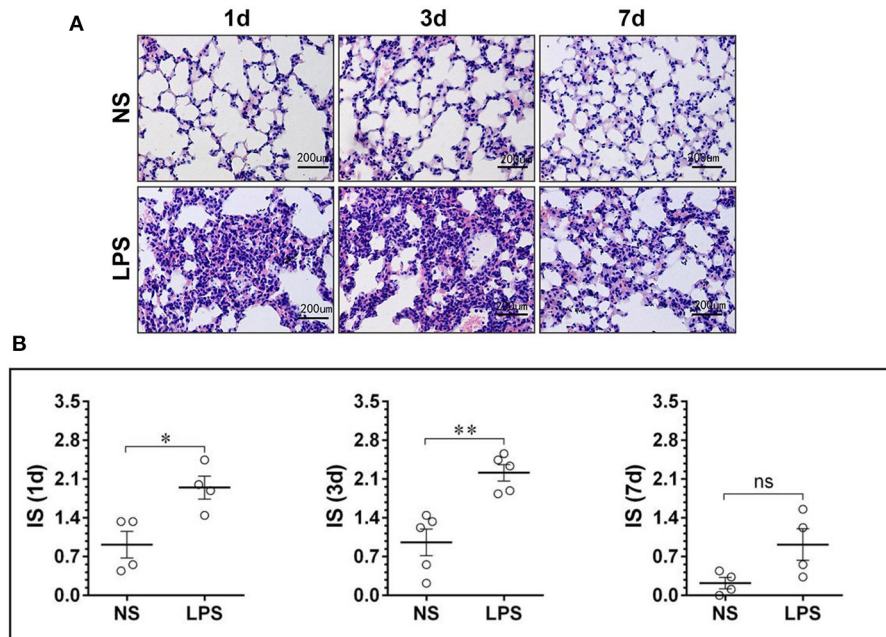 A
1d 3d 7d
NS
200um 200um 200um
LPS
200um 200um 200um
B
3.5 3.5 3.5
2.8 2.8 2.8
2.1 2.1 2.1
1.4 1.4 1.4
0.7 0.7 0.7
0.0 0.0 0.0
IS (1d) IS (3d) IS (7d)
* ** ns
NS LPS NS LPS NS LPS